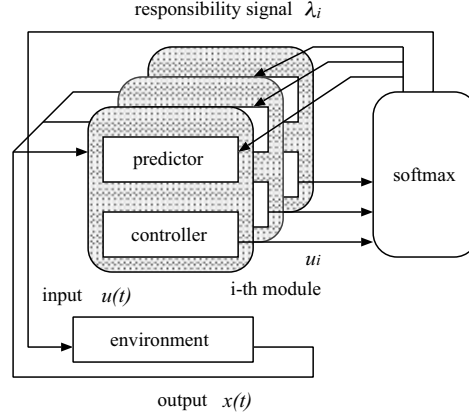 responsibility signal λi
predictor
softmax
controller
ui
input u(t)
i-th module
environment
output x(t)